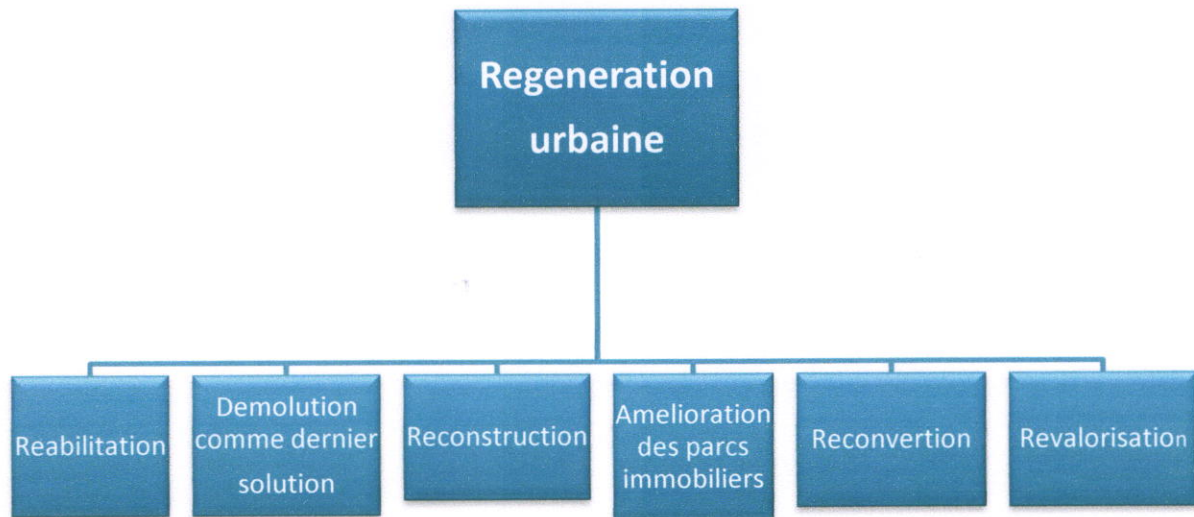 Regeneration
urbaine
Reabilitation
Demolution
comme dernier
solution
Reconstruction
Amelioration
des parcs
immobiliers
Reconvertion
Revalorisation